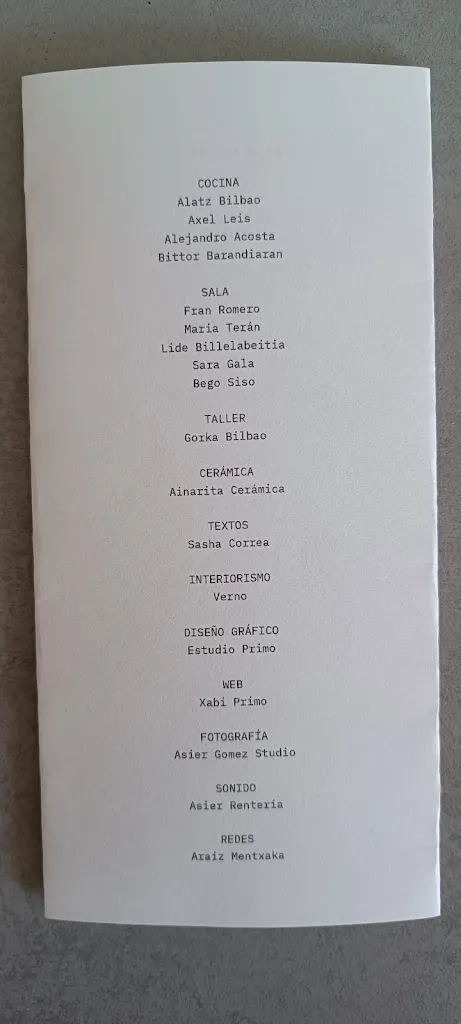 COCINA
Alatz Bilbao
Axel Leis
Alejandro Acosta
Bittor Barandiaran
SALA
Fran Romero
Maria Terán
Lide Billelabeitia
Sara Gala
Bego Siso
TALLER
Gorka Bilbao
CERÁMICA
Ainarita Cerámica
TEXTOS
Sasha Correa
INTERIORISMO
Verno
DISEÑO GRÁFICO
Estudio Primo
WEB
Xabi Primo
FOTOGRAFÍA
Asier Gomez Studio
SONIDO
Asier Renteria
REDES
Araiz Mentxaka